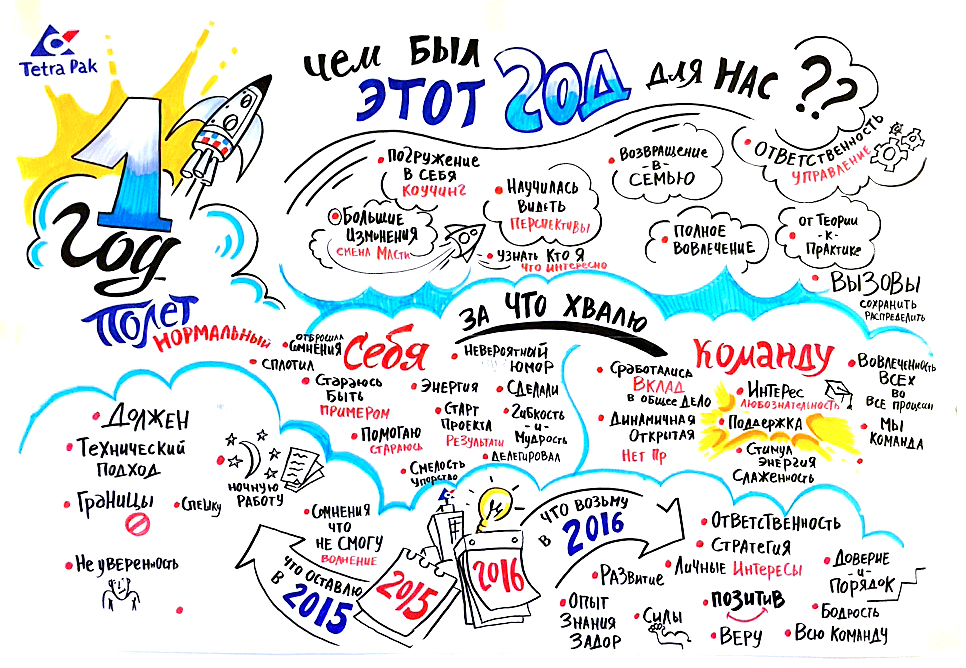 Tetra Pak
ЧЕМ БЫЛ
ЭТОТ ГОД ДЛЯ НАС ??
1
Год
ПОЛЕТ
НОРМАЛЬНЫЙ
• ПОГРУЖЕНИЕ
В СЕБЯ
КОУЧИНГ
• БОЛЬШИЕ
ИЗМЕНЕНИЯ
СМЕНА МАСТИ
• НАУЧИЛАСЬ
ВИДЕТЬ
ПЕРСПЕКТИВЫ
• УЗНАТЬ КТО Я
ЧТО ИНТЕРЕСНО
• ВОЗВРАЩЕНИЕ
-В-
СЕМЬЮ
• ОТВЕТСТВЕННОСТЬ
УПРАВЛЕНИЕ
• ПОЛНОЕ
ВОВЛЕЧЕНИЕ
• ОТ ТЕОРИИ
-К-
ПРАКТИКЕ
• ВЫЗОВЫ
СОХРАНИТЬ
РАСПРЕДЕЛИТЬ
ЗА ЧТО ХВАЛЮ
Себя
• ОТБРОСИЛА
СОМНЕНИЯ
• СПЛОТИЛ
• СТАРАЮСЬ
БЫТЬ
ПРИМЕРОМ
• ПОМОГАЮ
СТАРАЮСЬ
• ЭНЕРГИЯ
• СТАРТ
ПРОЕКТА
РЕЗУЛЬТАТЫ
• СМЕЛОСТЬ
УПОРСТВО
• НЕВЕРОЯТНЫЙ
ЮМОР
• СДЕЛАЛИ
• ГИБКОСТЬ
-И-
МУДРОСТЬ
• ДЕЛЕГИРОВАЛ
Команду
• СРАБОТАЛИСЬ
ВКЛАД
В ОБЩЕЕ ДЕЛО
• ДИНАМИЧНАЯ
ОТКРЫТАЯ
НЕТ ПР
• ИНТЕРЕС
ЛЮБОЗНАТЕЛЬНОСТЬ
• ПОДДЕРЖКА
• СТИМУЛ
ЭНЕРГИЯ
СЛАЖЕННОСТЬ
• ВОВЛЕЧЕННОСТЬ
ВСЕХ
ВО
ВСЕ ПРОЦЕССЫ
• МЫ
КОМАНДА
• ДОЛЖЕН
• ТЕХНИЧЕСКИЙ
ПОДХОД
• ГРАНИЦЫ
• СПЕШКУ
• НЕУВЕРЕННОСТЬ
• НОЧНУЮ
РАБОТУ
• СОМНЕНИЯ
ЧТО
НЕ СМОГУ
ВОЛНЕНИЕ
ЧТО ОСТАВЛЮ
В 2015
2015
2016
ЧТО ВОЗЬМУ
В 2016
• ОТВЕТСТВЕННОСТЬ
• СТРАТЕГИЯ
• ЛИЧНЫЕ ИНТЕРЕСЫ
• РАЗВИТИЕ
• ОПЫТ
ЗНАНИЯ
ЗАДОР
• СИЛЫ
• ПОЗИТИВ
• ВЕРУ
• ДОВЕРИЕ
-И-
ПОРЯДОК
• БОДРОСТЬ
• ВСЮ КОМАНДУ